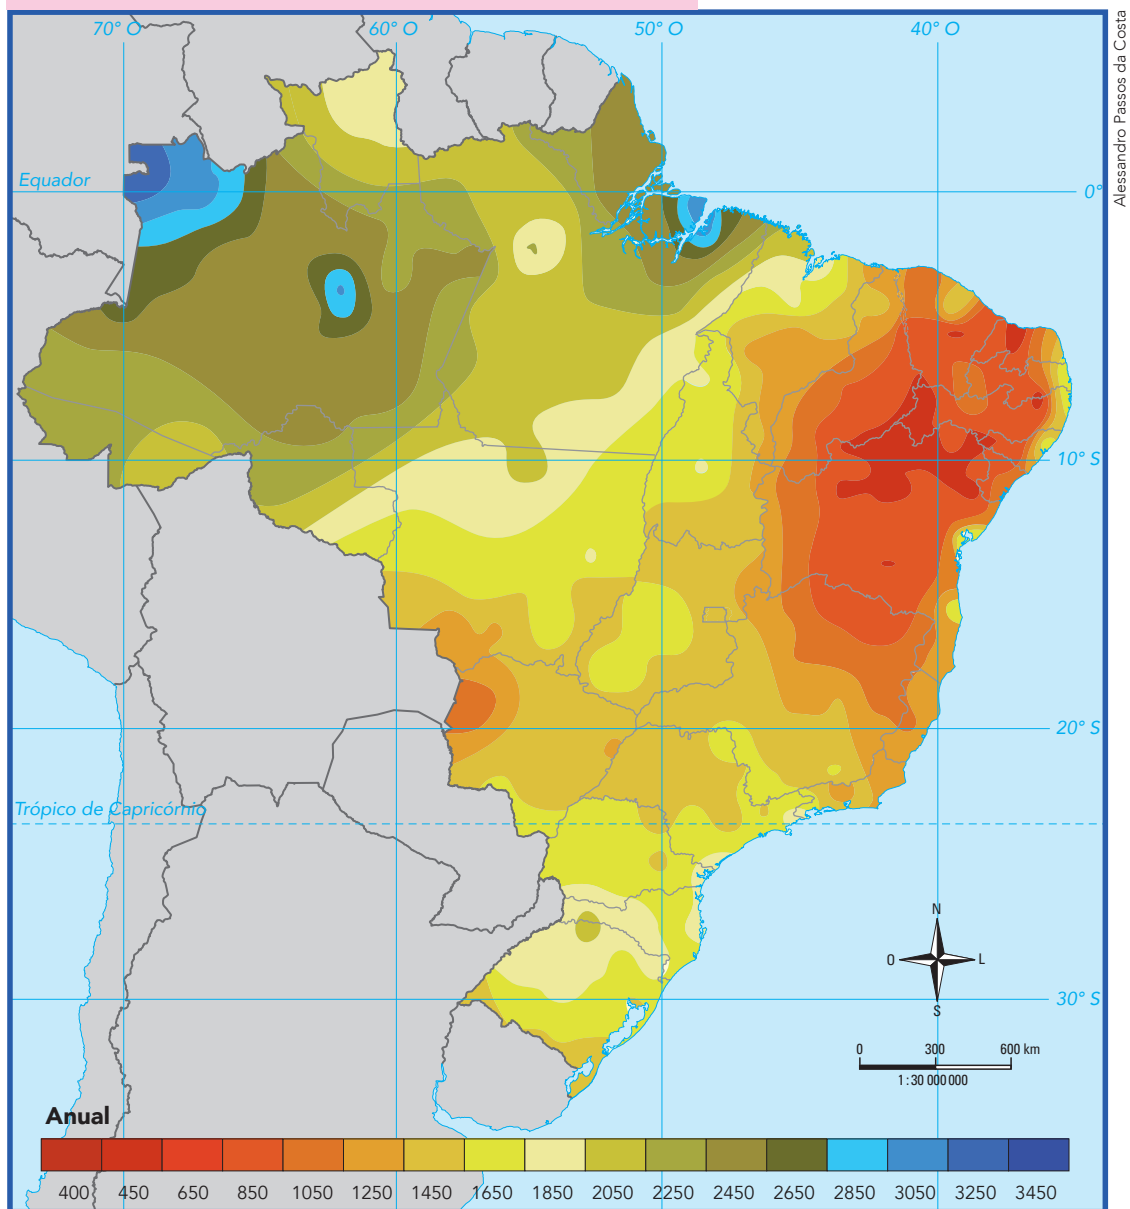 70° O 60° O 50° O 40° O
Alessandro Passos da Costa
Equador
0°
10° S
20° S
Trópico de Capricórnio
N
O L
S
30° S
0 300 600 km
1 : 30 000 000
Anual
400 450 650 850 1050 1250 1450 1650 1850 2050 2250 2450 2650 2850 3050 3250 3450